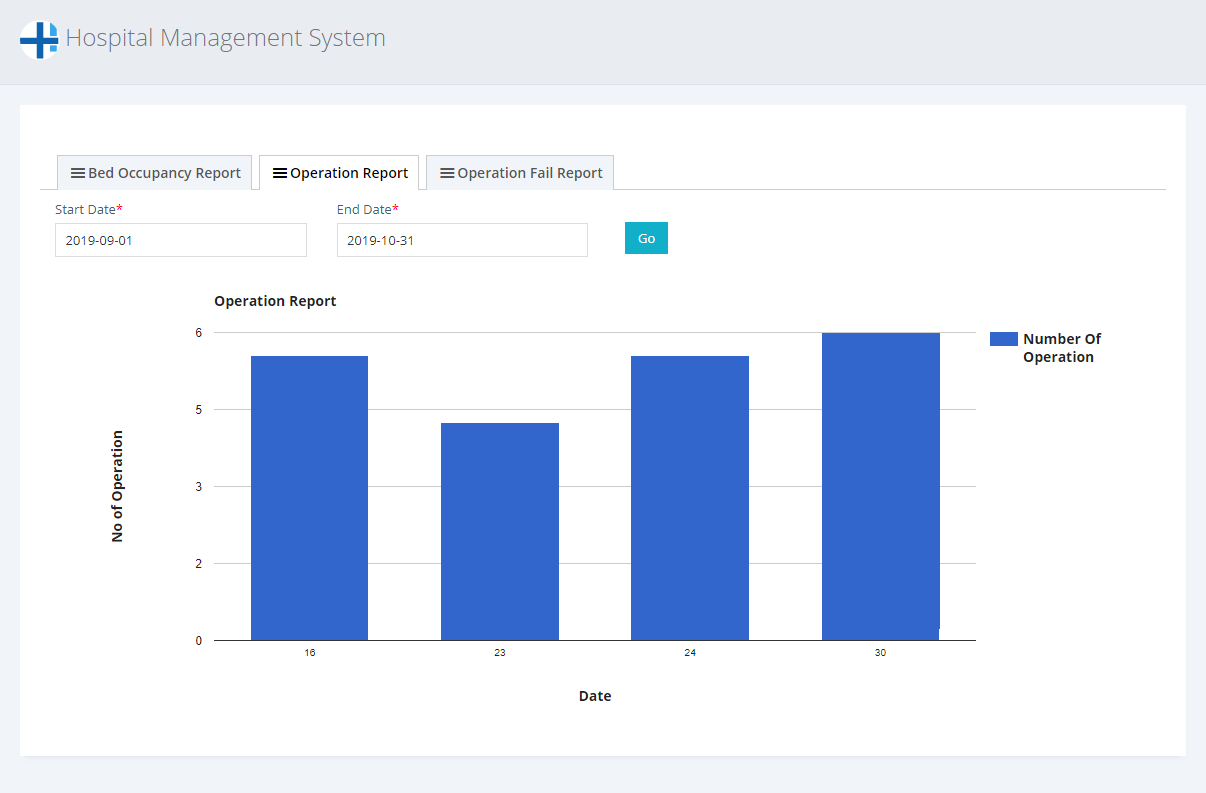 Hospital Management System
Bed Occupancy Report
Operation Report
Operation Fail Report
Start Date*
End Date*
2019-09-01
2019-10-31
Go
Operation Report
6
5
3
2
0
No of Operation
16
23
24
30
Date
Number Of
Operation